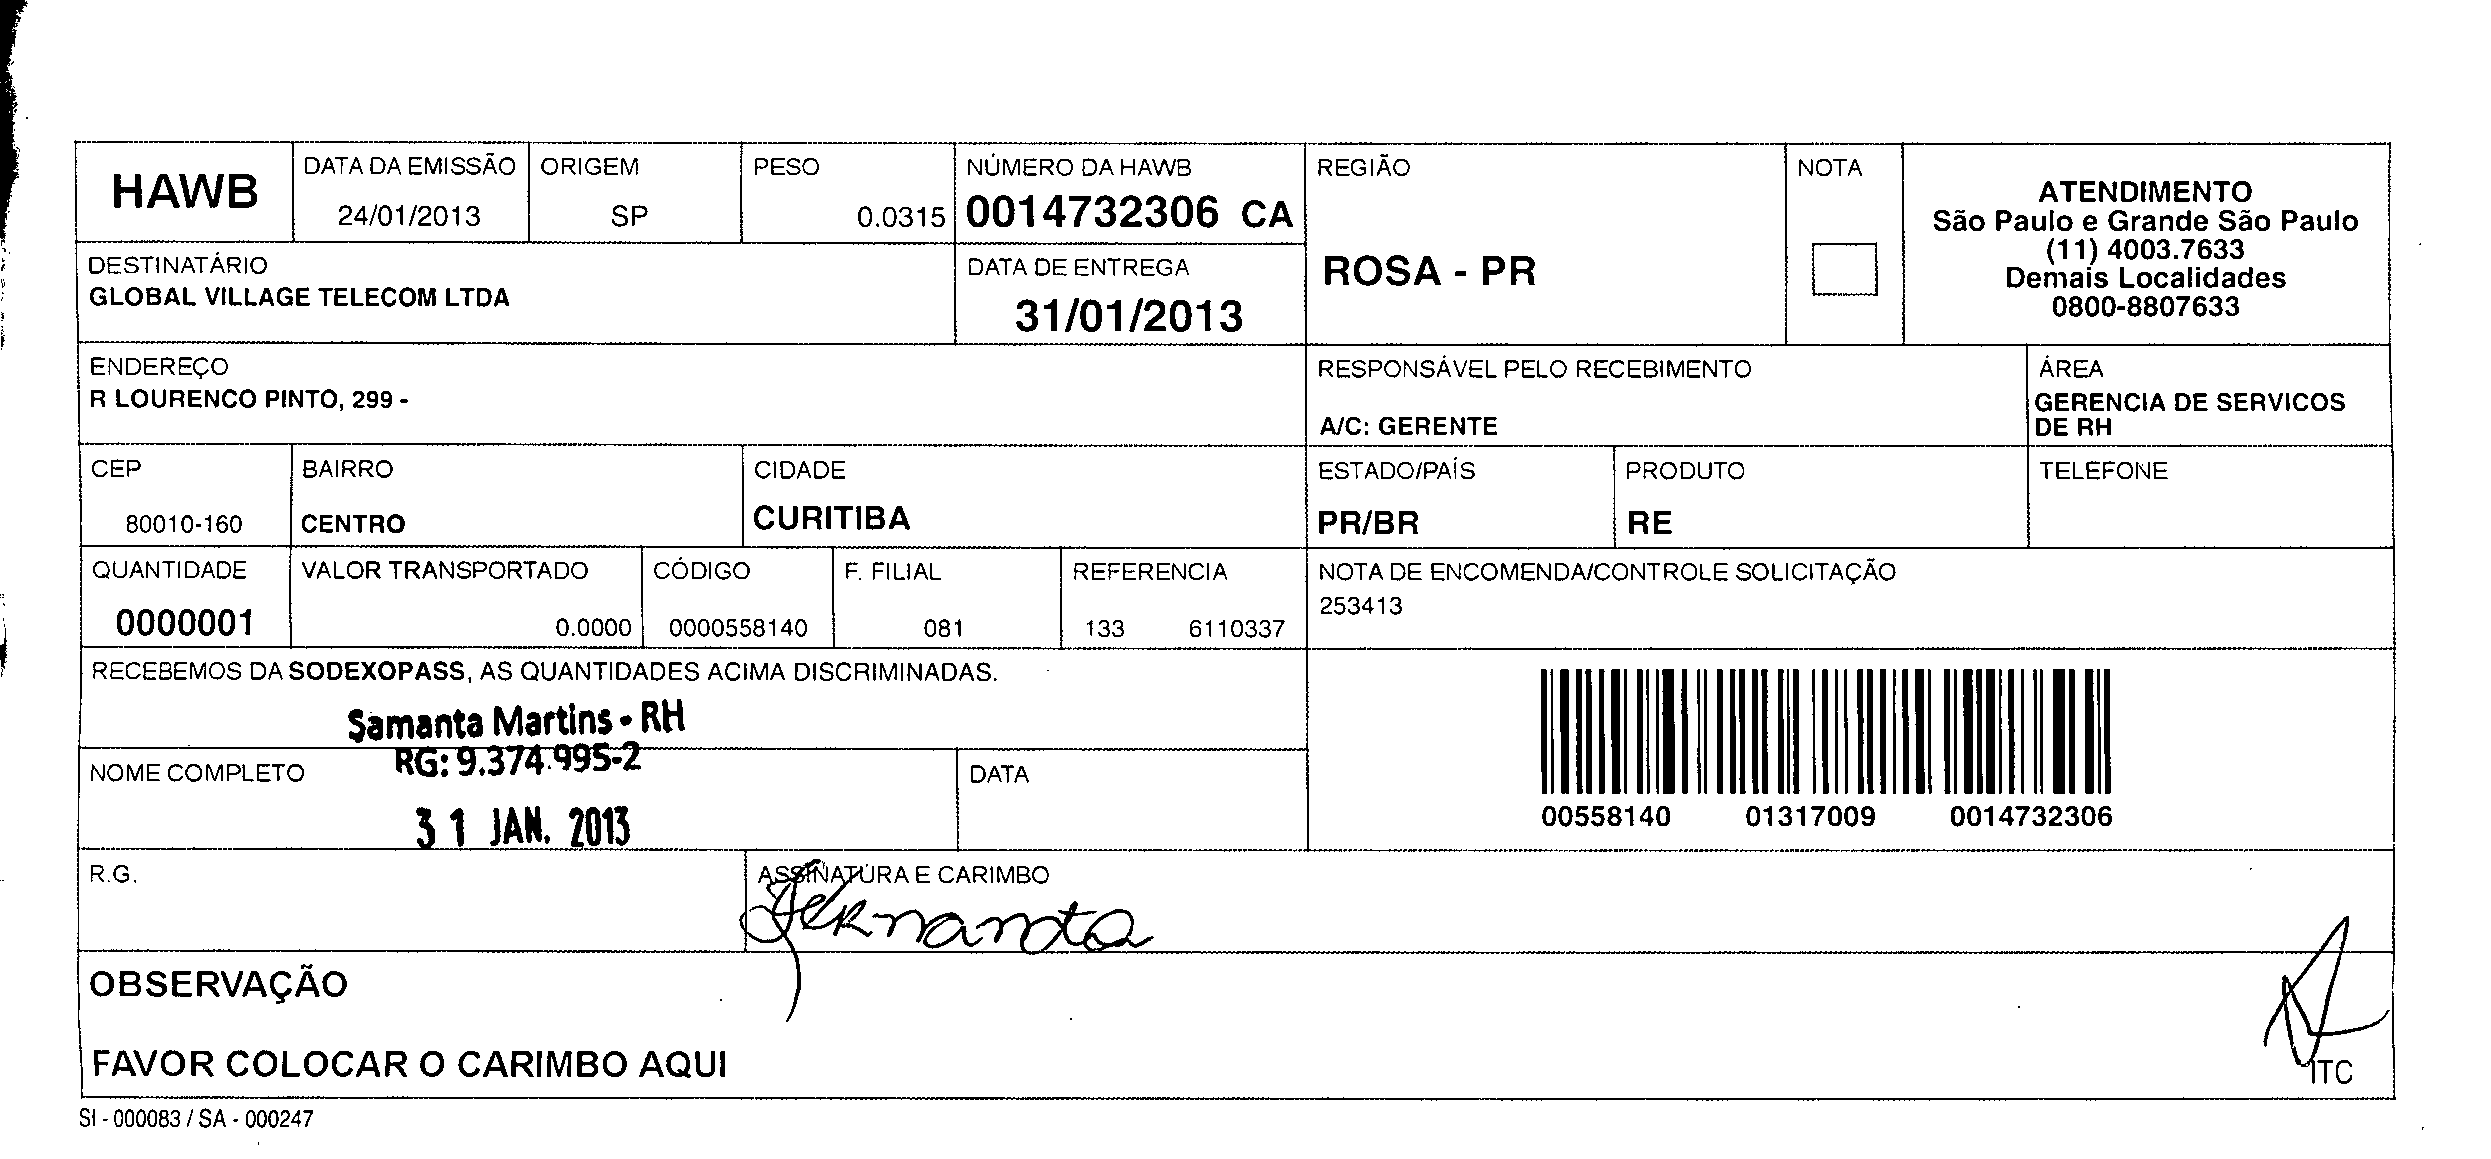 HAWB
DATA DA EMISSÃO
24/01/2013
ORIGEM
SP
PESO
0.0315
NÚMERO DA HAWB
0014732306 CA
REGIÃO
ROSA - PR
NOTA
ATENDIMENTO
São Paulo e Grande São Paulo
(11) 4003.7633
Demais Localidades
0800-8807633
DESTINATÁRIO
GLOBAL VILLAGE TELECOM LTDA
DATA DE ENTREGA
31/01/2013
ENDEREÇO
R LOURENCO PINTO, 299 -
RESPONSÁVEL PELO RECEBIMENTO
A/C: GERENTE
ÁREA
GERENCIA DE SERVICOS
DE RH
CEP
80010-160
BAIRRO
CENTRO
CIDADE
CURITIBA
ESTADO/PAÍS
PR/BR
PRODUTO
RE
TELEFONE
QUANTIDADE
0000001
VALOR TRANSPORTADO
0.0000
CÓDIGO
0000558140
F. FILIAL
081
REFERENCIA
133 6110337
NOTA DE ENCOMENDA/CONTROLE SOLICITAÇÃO
253413
RECEBEMOS DA SODEXOPASS, AS QUANTIDADES ACIMA DISCRIMINADAS.
Samanta Martins - RH
RG: 9.374.995-2
NOME COMPLETO
31 JAN. 2013
DATA
00558140 01317009 0014732306
R.G.
ASSINATURA E CARIMBO
Fernanda
OBSERVAÇÃO
FAVOR COLOCAR O CARIMBO AQUI
ITC
SI - 000083 / SA - 000247